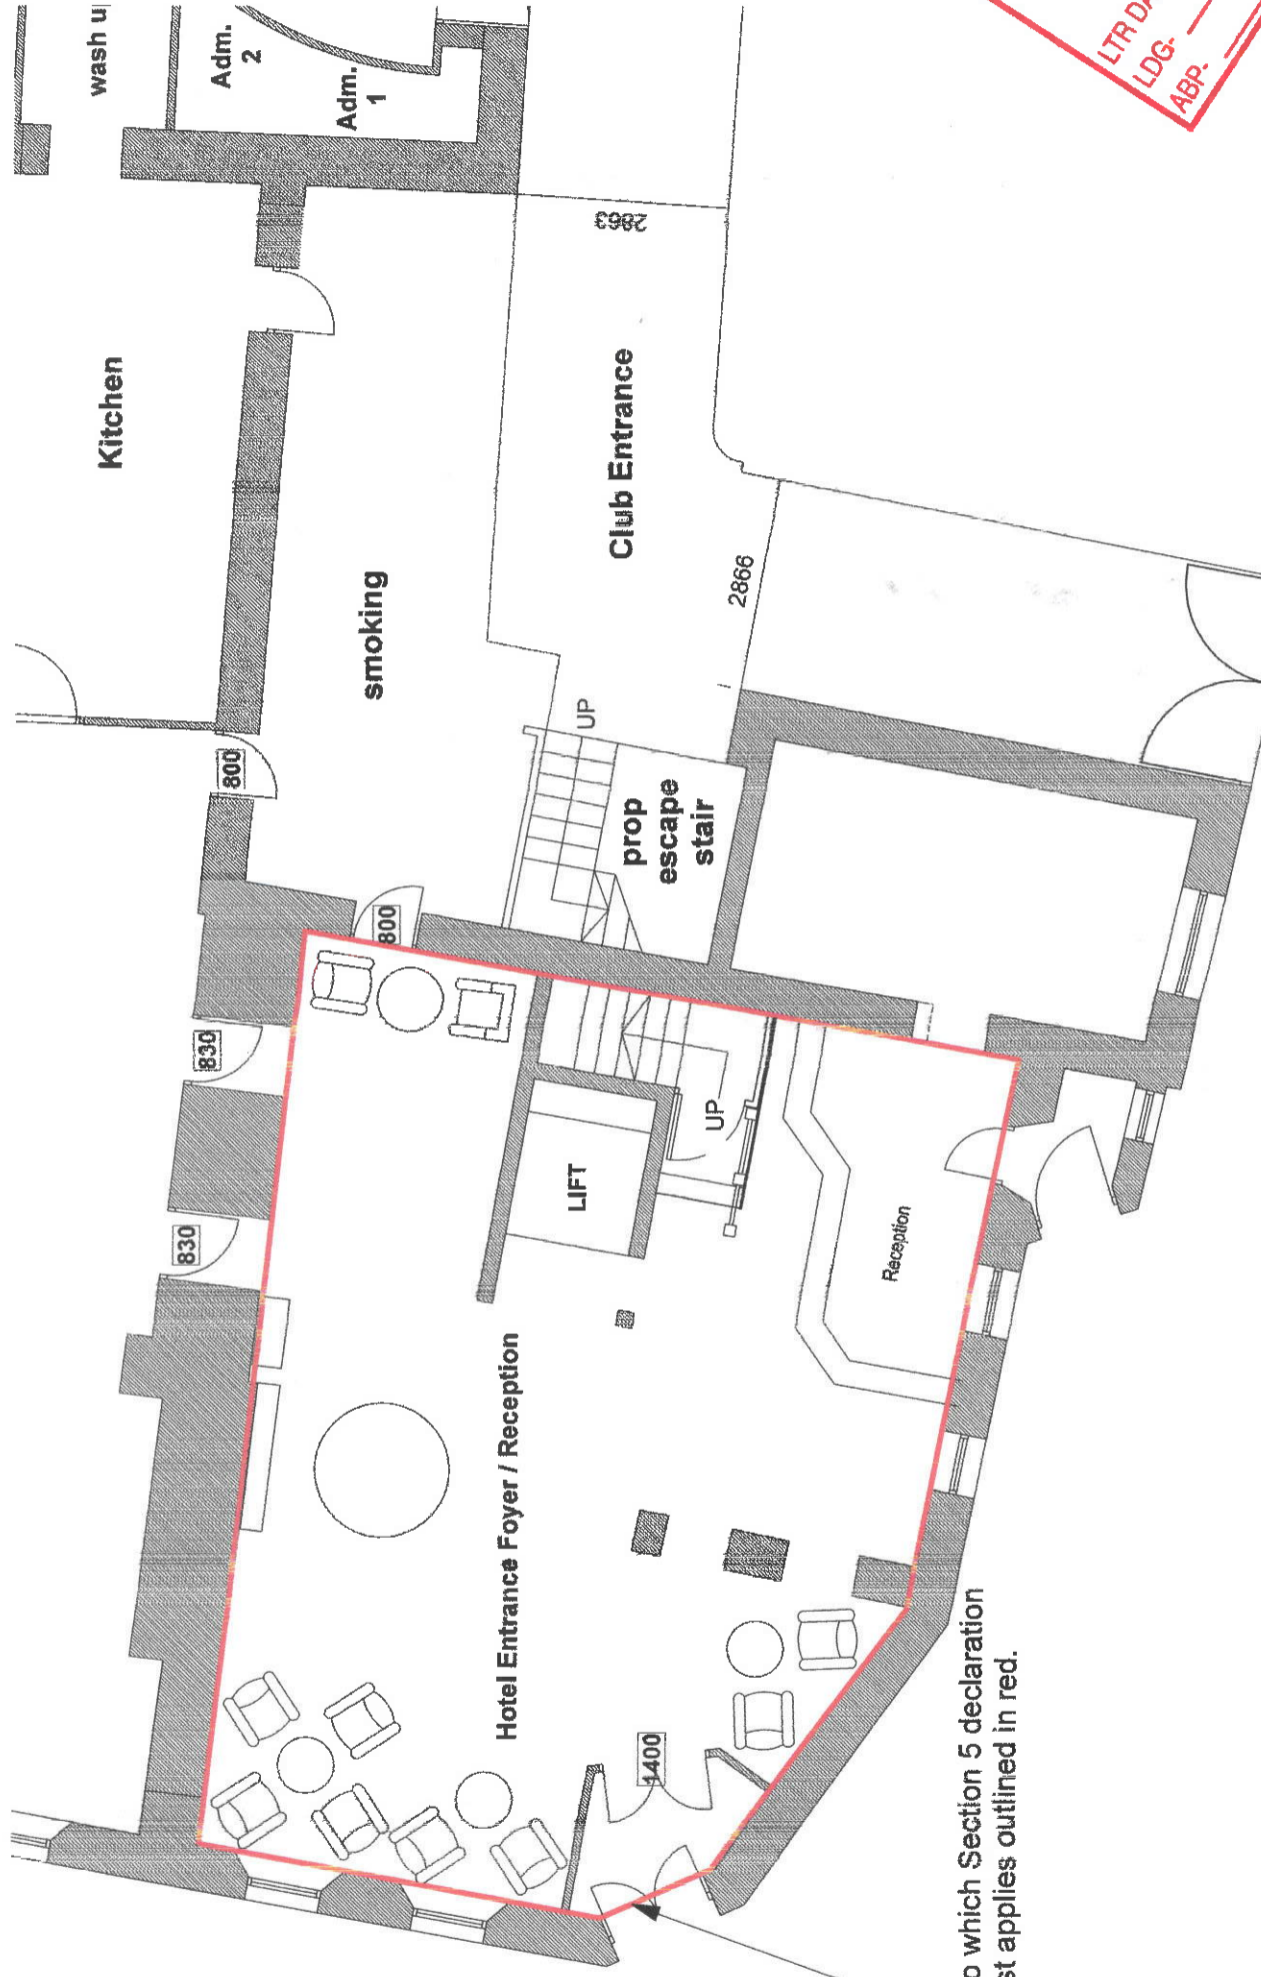 wash u
Adm.
2
Adm.
1
2863
Kitchen
smoking
Club Entrance
2866
UP
prop
escape
stair
800
800
830
830
LIFT
UP
Reception
Hotel Entrance Foyer / Reception
1400
o which Section 5 declaration
st applies outlined in red.
LTR DA
LDG-
ABP-